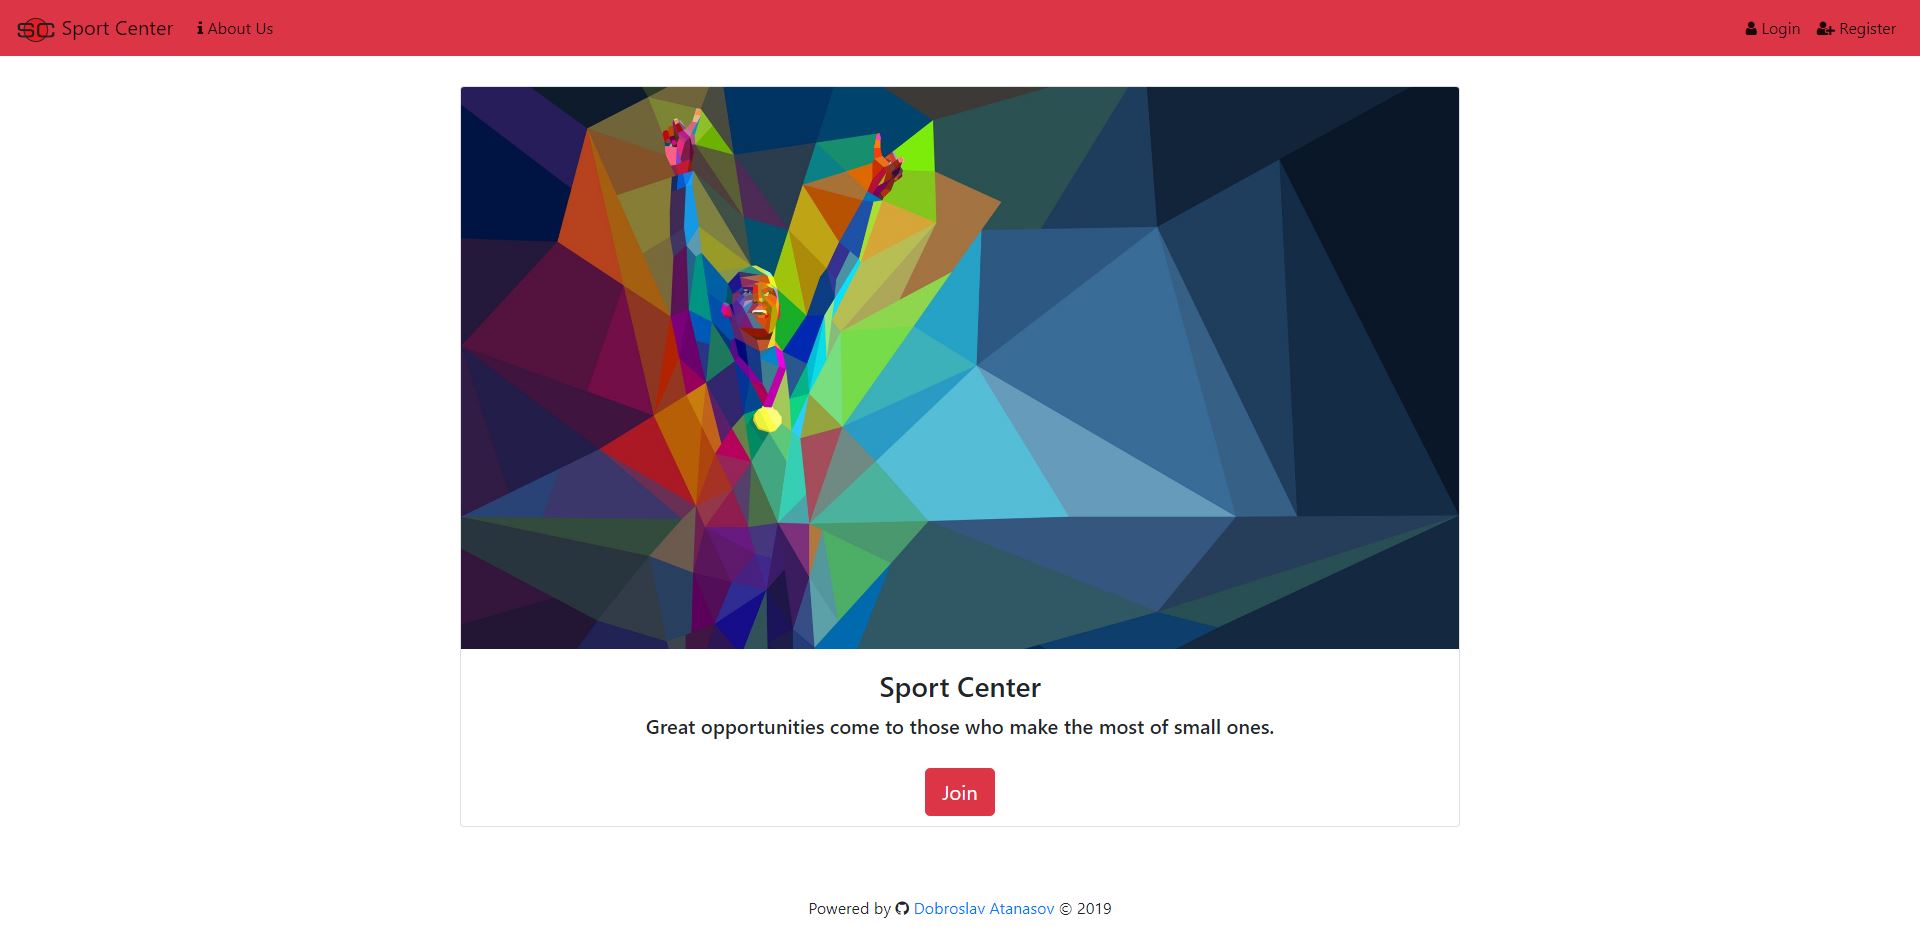 SC Sport Center
About Us
Login
Register
Sport Center
Great opportunities come to those who make the most of small ones.
Join
Powered by Dobroslav Atanasov © 2019